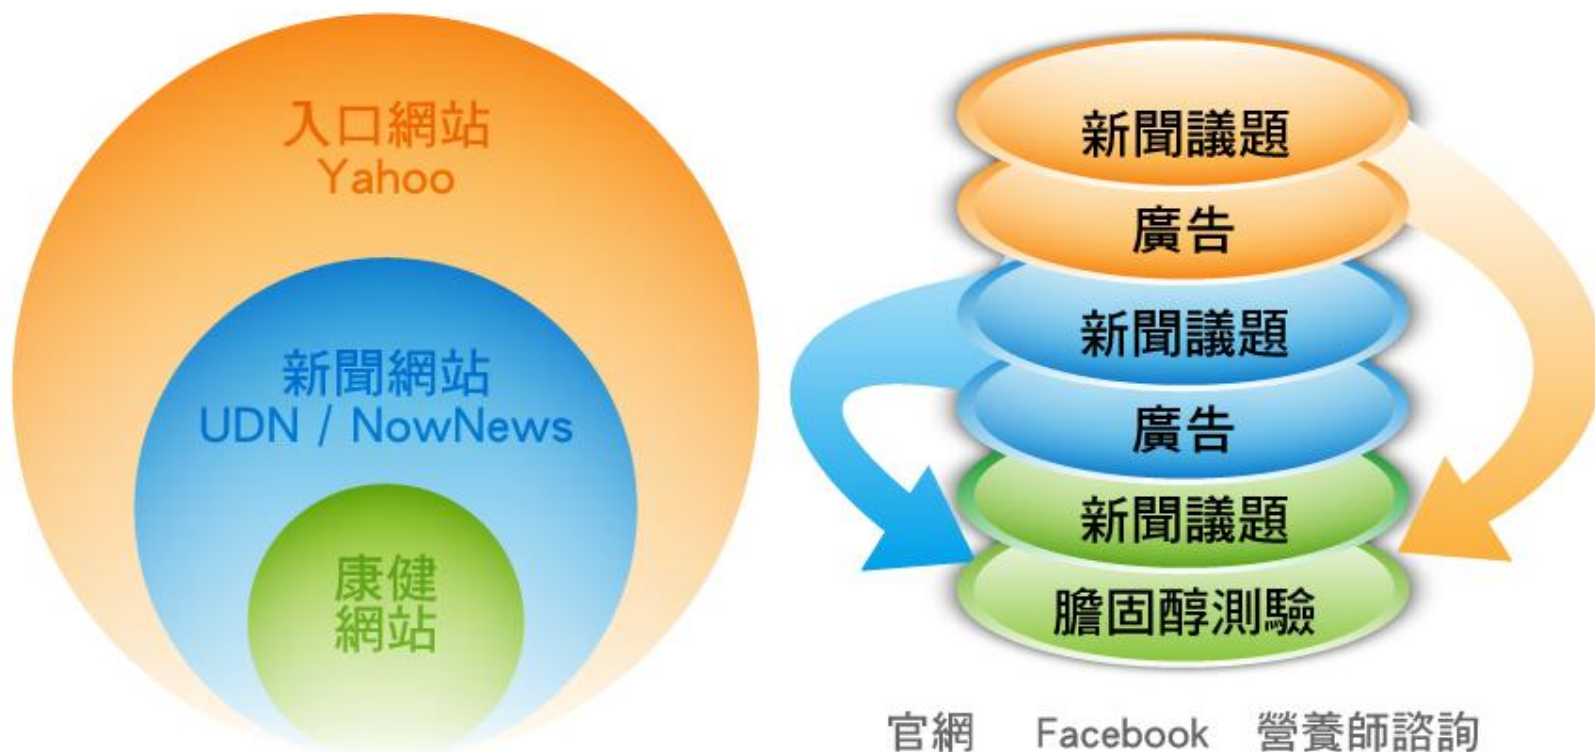 入口網站
Yahoo
新聞網站
UDN / NowNews
康健
網站
新聞議題
廣告
新聞議題
廣告
新聞議題
膽固醇測驗
官網 Facebook 營養師諮詢